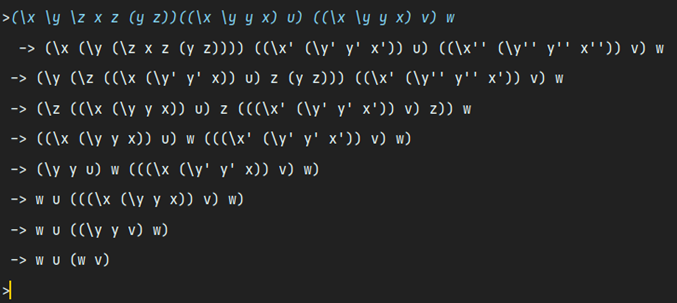 >(\x \y \z x z (y z))((\x \y y x) u) ((\x \y y x) v) w
-> (\x (\y (\z x z (y z)))) ((\x' (\y' y' x')) u) ((\x'' (\y'' y'' x'')) v) w
-> (\y (\z ((\x (\y' y' x)) u) z (y z))) ((\x' (\y'' y'' x')) v) w
-> (\z ((\x (\y y x)) u) z (((\x' (\y' y' x')) v) z)) w
-> ((\x (\y y x)) u) w (((\x' (\y' y' x')) v) w)
-> (\y y u) w (((\x (\y' y' x)) v) w)
-> w u (((\x (\y y x)) v) w)
-> w u ((\y y v) w)
-> w u (w v)
>